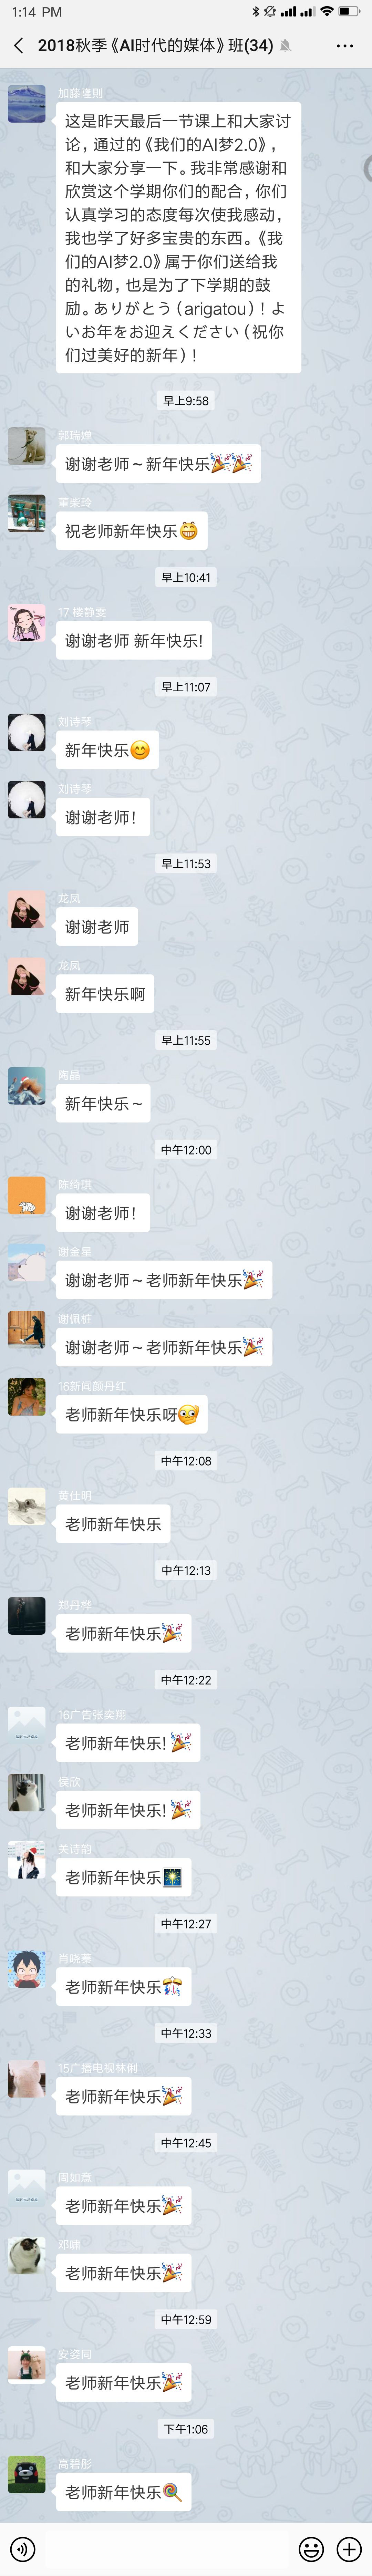 1:14 PM
2018秋季《AI时代的媒体》班(34)
加藤隆則
这是昨天最后一节课上和大家讨
论，通过的《我们的AI梦2.0》，
和大家分享一下。我非常感谢和
欣赏这个学期你们的配合，你们
认真学习的态度每次使我感动，
我也学了好多宝贵的东西。《我
们的AI梦2.0》属于你们送给我
的礼物，也是为了下学期的鼓
励。ありがとう（arigatou）！よ
いお年をお迎えください（祝你
们过美好的新年）！
早上9:58
谢谢老师～新年快乐🎉🎉
董柴玲
祝老师新年快乐😁
早上10:41
17 楼静雯
谢谢老师 新年快乐!
早上11:07
刘诗琴
新年快乐😊
刘诗琴
谢谢老师！
早上11:53
龙凤
谢谢老师
龙凤
新年快乐啊
早上11:55
陶晶
新年快乐～
中午12:00
谢谢老师！
谢金星
谢谢老师～老师新年快乐🎉
谢佩桩
谢谢老师～老师新年快乐🎉
16新闻颜丹红
老师新年快乐呀
中午12:08
黄仕明
老师新年快乐
中午12:13
郑丹桦
老师新年快乐🎉
中午12:22
16广告张奕翔
老师新年快乐! 🎉
侯欣
老师新年快乐! 🎉
关诗韵
老师新年快乐🎆
中午12:27
肖晓蓁
老师新年快乐🎊
中午12:33
15广播电视林俐
老师新年快乐🎉
中午12:45
周如意
老师新年快乐🎉
邓啸
老师新年快乐🎉
中午12:59
安姿同
老师新年快乐🎉
下午1:06
高碧彤
老师新年快乐🍭